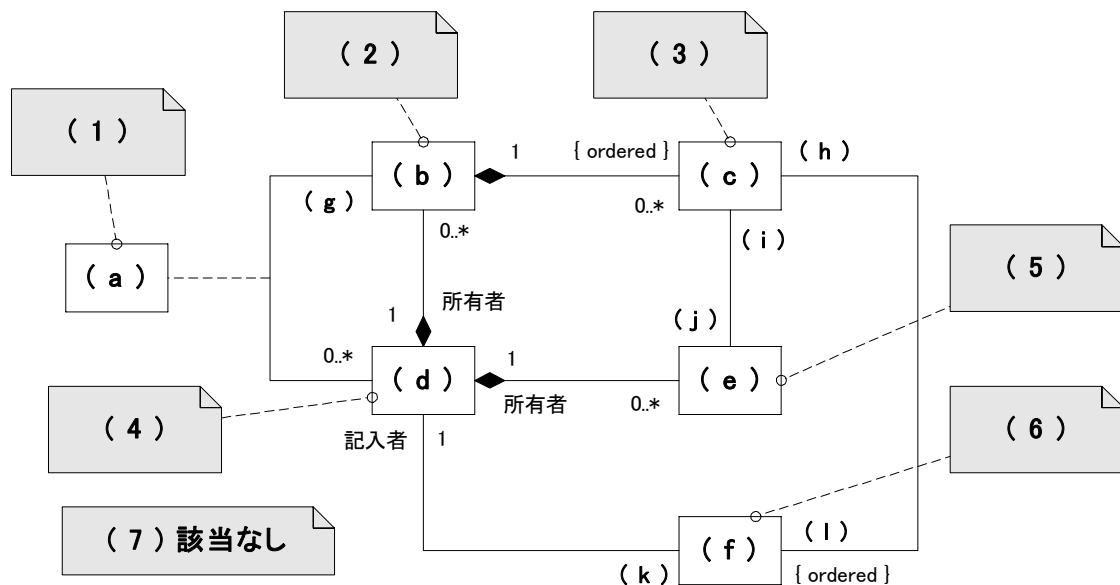 ( 2 )
( 3 )
( 1 )
1
{ ordered }
( h )
( b )
( c )
( g )
0..*
0..*
( i )
( a )
( 5 )
所有者
1
( j )
0..*
1
( d )
( e )
所有者
0..*
( 4 )
記入者
1
( 6 )
( 7 ) 該当なし
( f )
( l )
( k )
{ ordered }